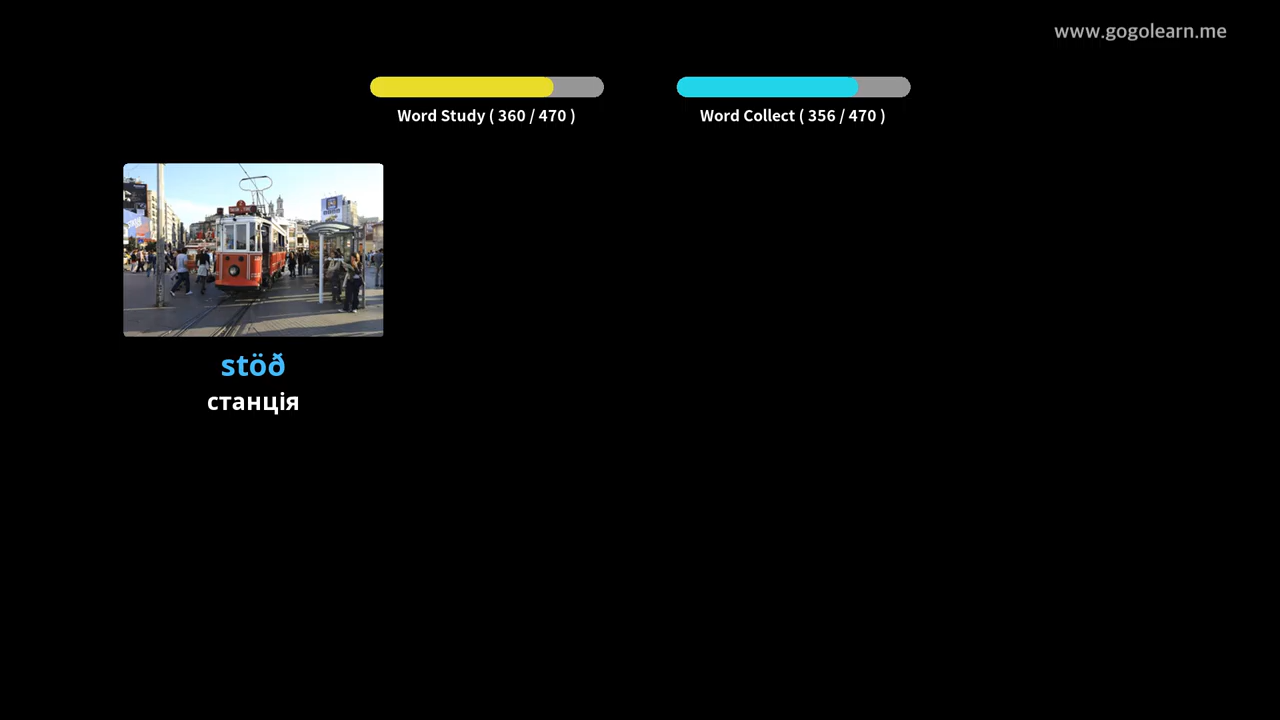 www.gogolearn.me
Word Study ( 360 / 470 )
Word Collect ( 356 / 470 )
stöð
станція